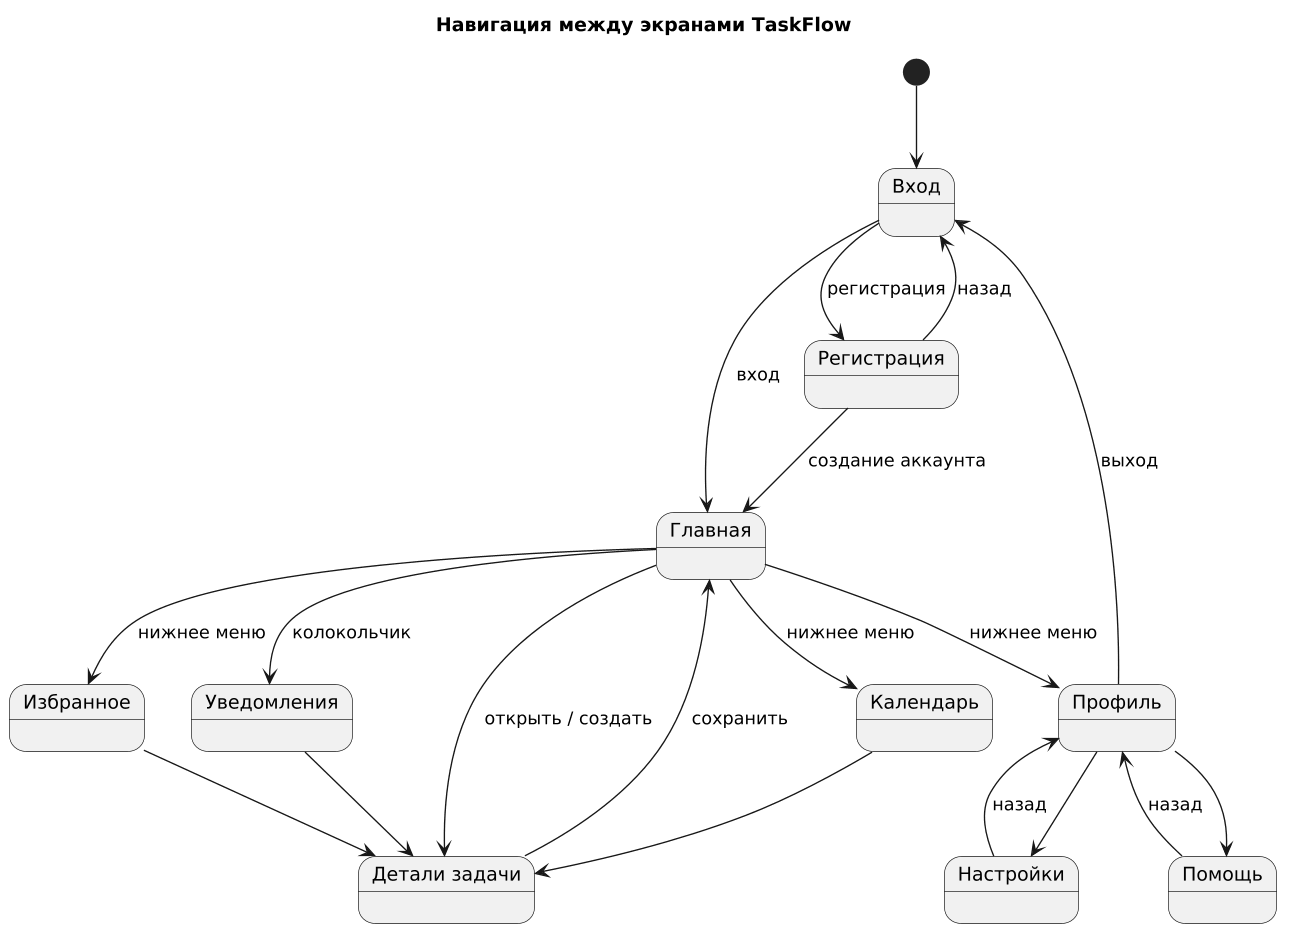 Навигация между экранами TaskFlow
Вход
регистрация
назад
Регистрация
вход
создание аккаунта
выход
Главная
нижнее меню
колокольчик
нижнее меню
нижнее меню
Избранное
Уведомления
Календарь
Профиль
открыть / создать
сохранить
назад
назад
Детали задачи
Настройки
Помощь